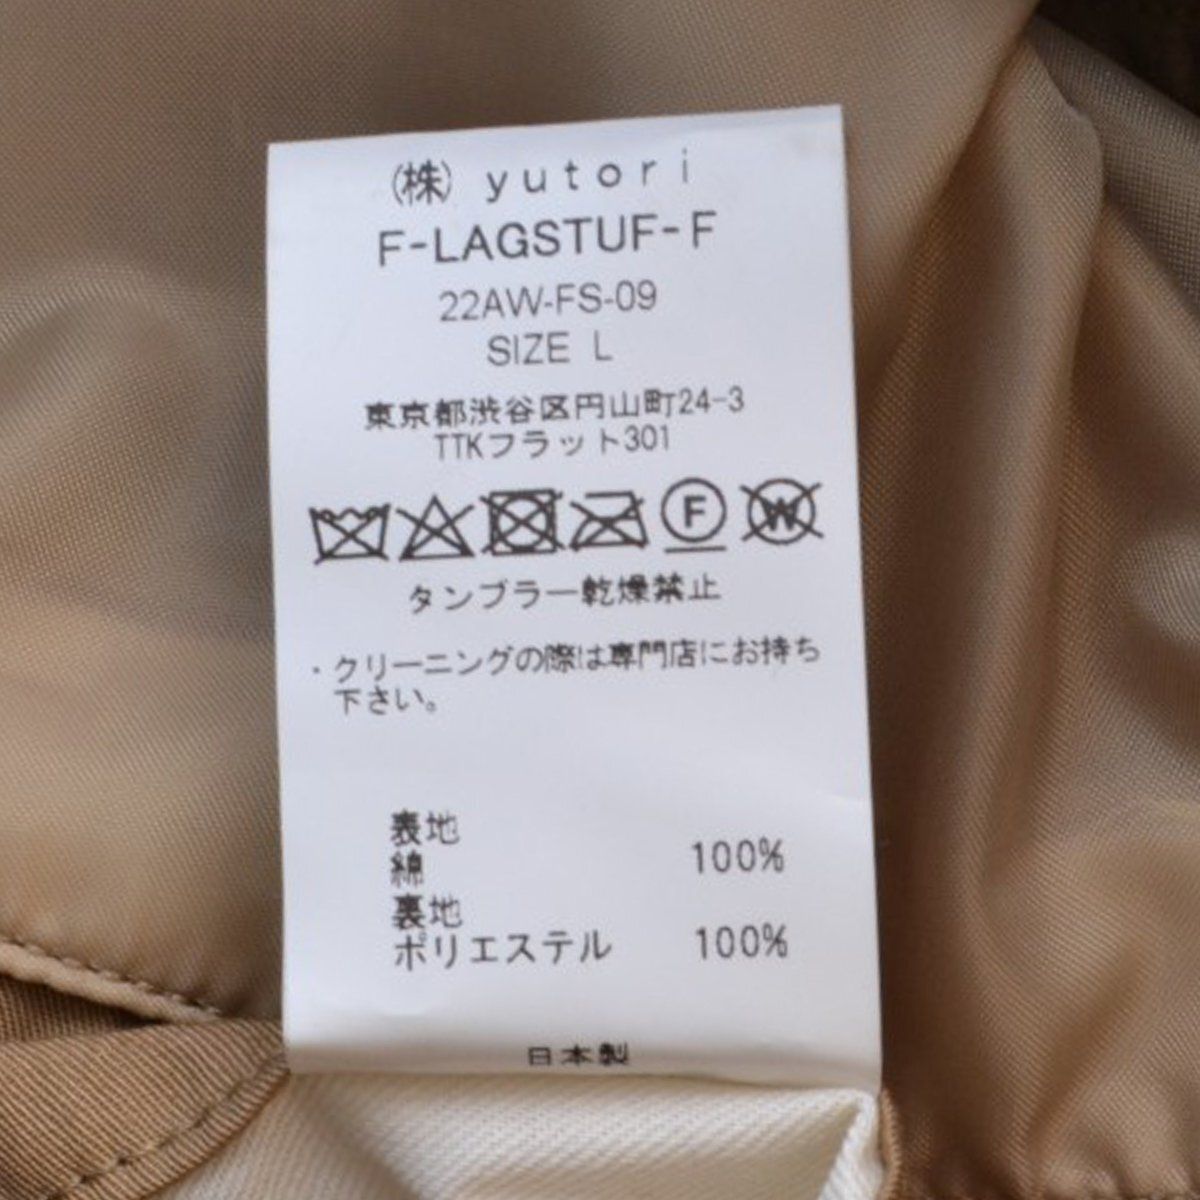 (株) yutori
F-LAGSTUF-F
22AW-FS-09
SIZE L
東京都渋谷区円山町24-3
TTKフラット301
F W
タンブラー乾燥禁止
・クリーニングの際は専門店にお持ち
下さい。
表地
綿 100%
裏地
ポリエステル 100%
日本製